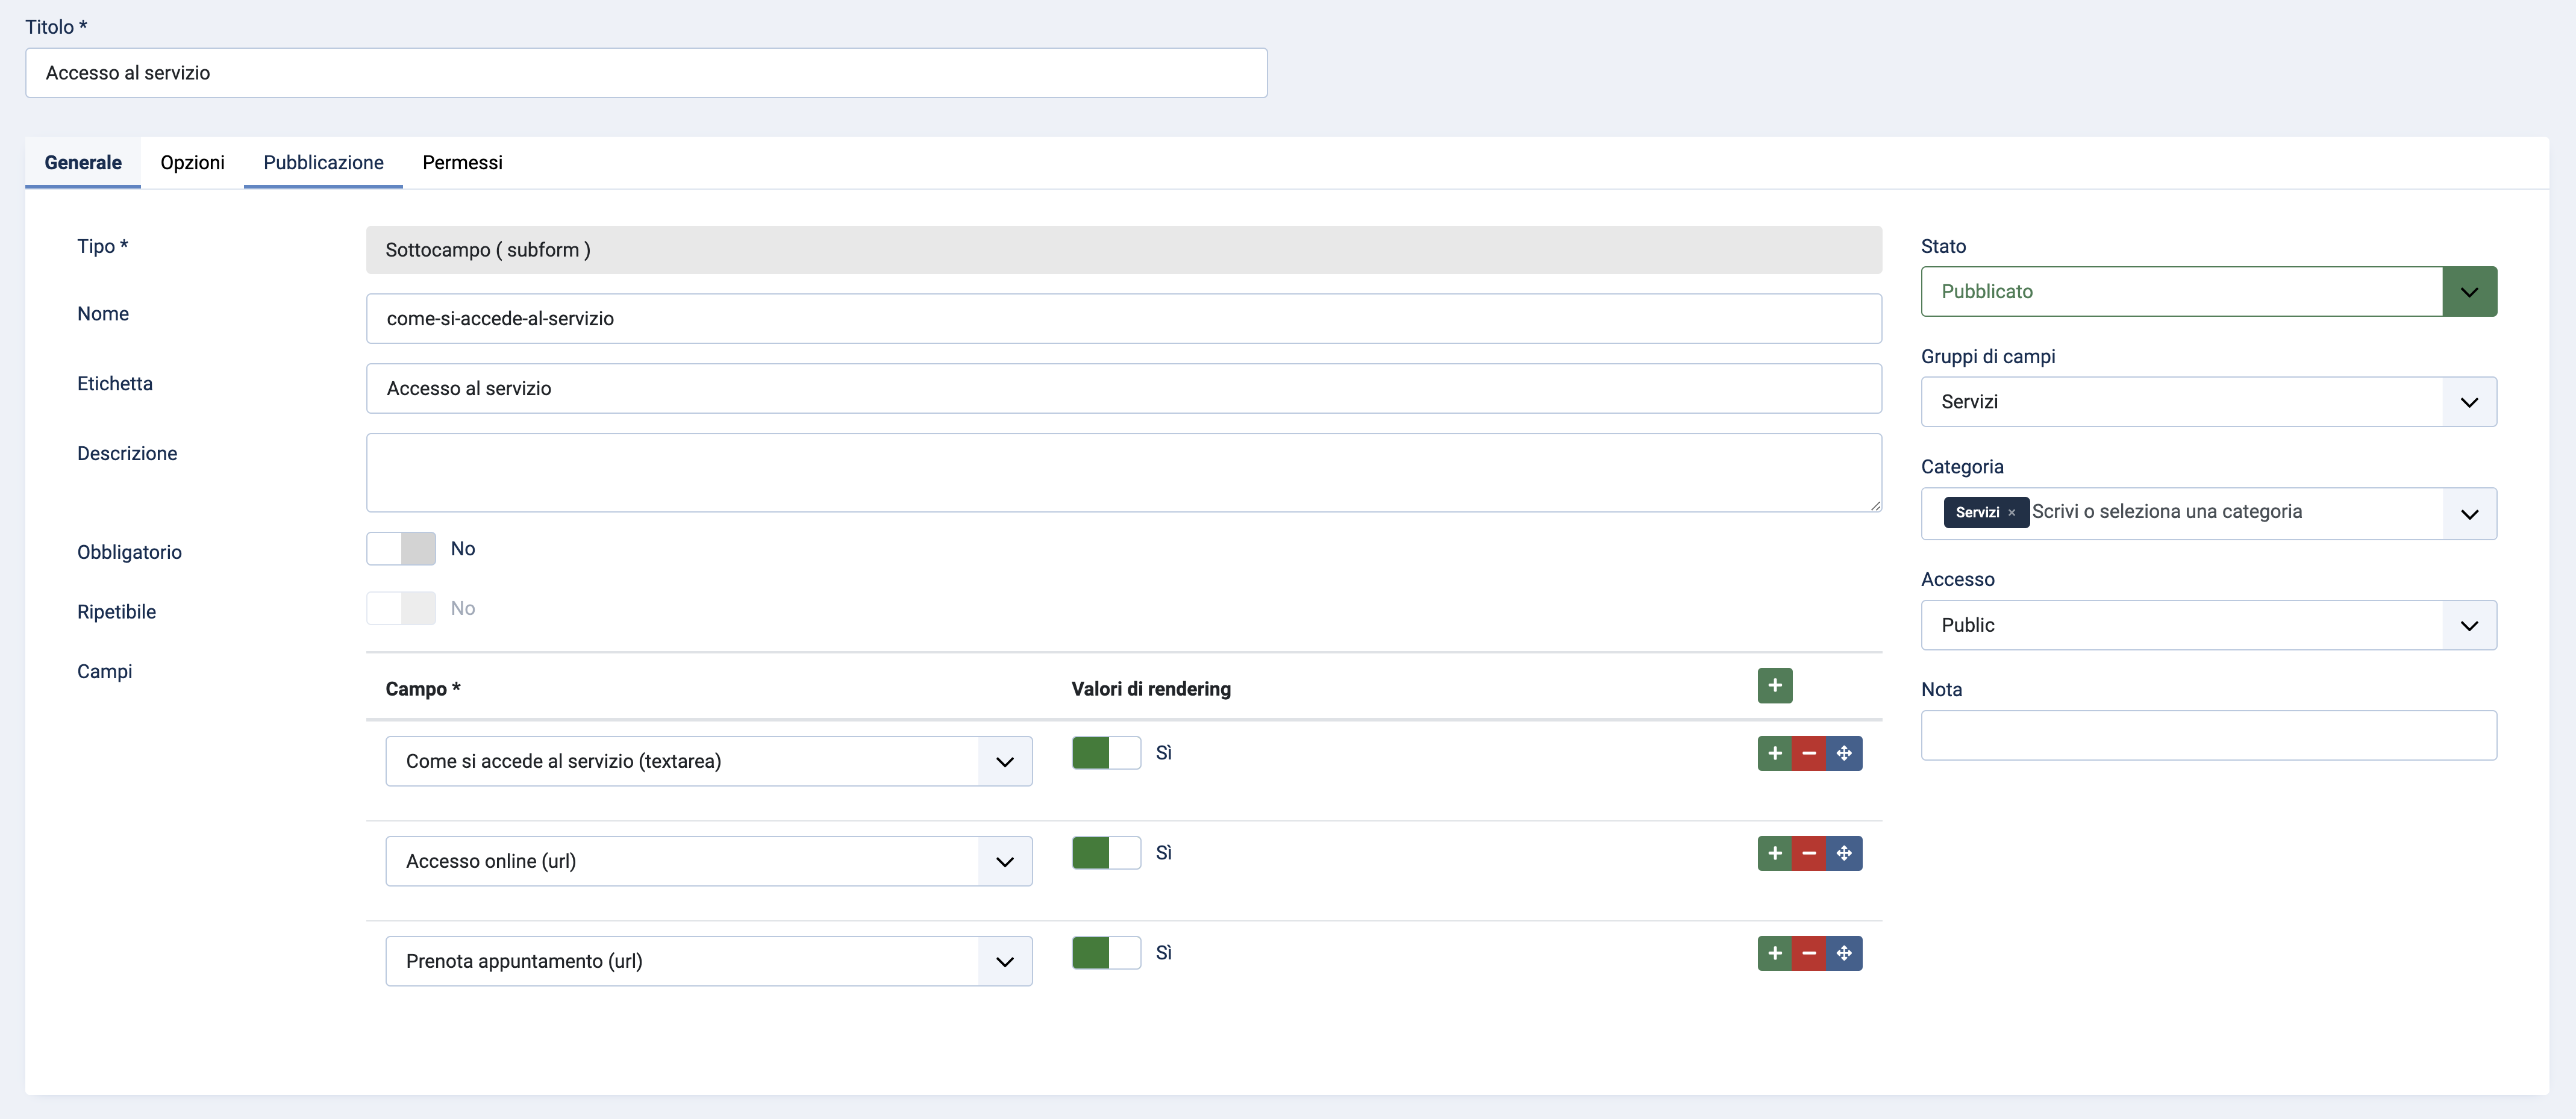 Titolo *
Accesso al servizio
Generale Opzioni Pubblicazione Permessi
Tipo *
Sottocampo ( subform )
Nome
come-si-accede-al-servizio
Etichetta
Accesso al servizio
Descrizione
Obbligatorio
No
Ripetibile
No
Campi
Campo * Valori di rendering
Come si accede al servizio (textarea) Sì
Accesso online (url) Sì
Prenota appuntamento (url) Sì
Stato
Pubblicato
Gruppi di campi
Servizi
Categoria
Servizi × Scrivi o seleziona una categoria
Accesso
Public
Nota